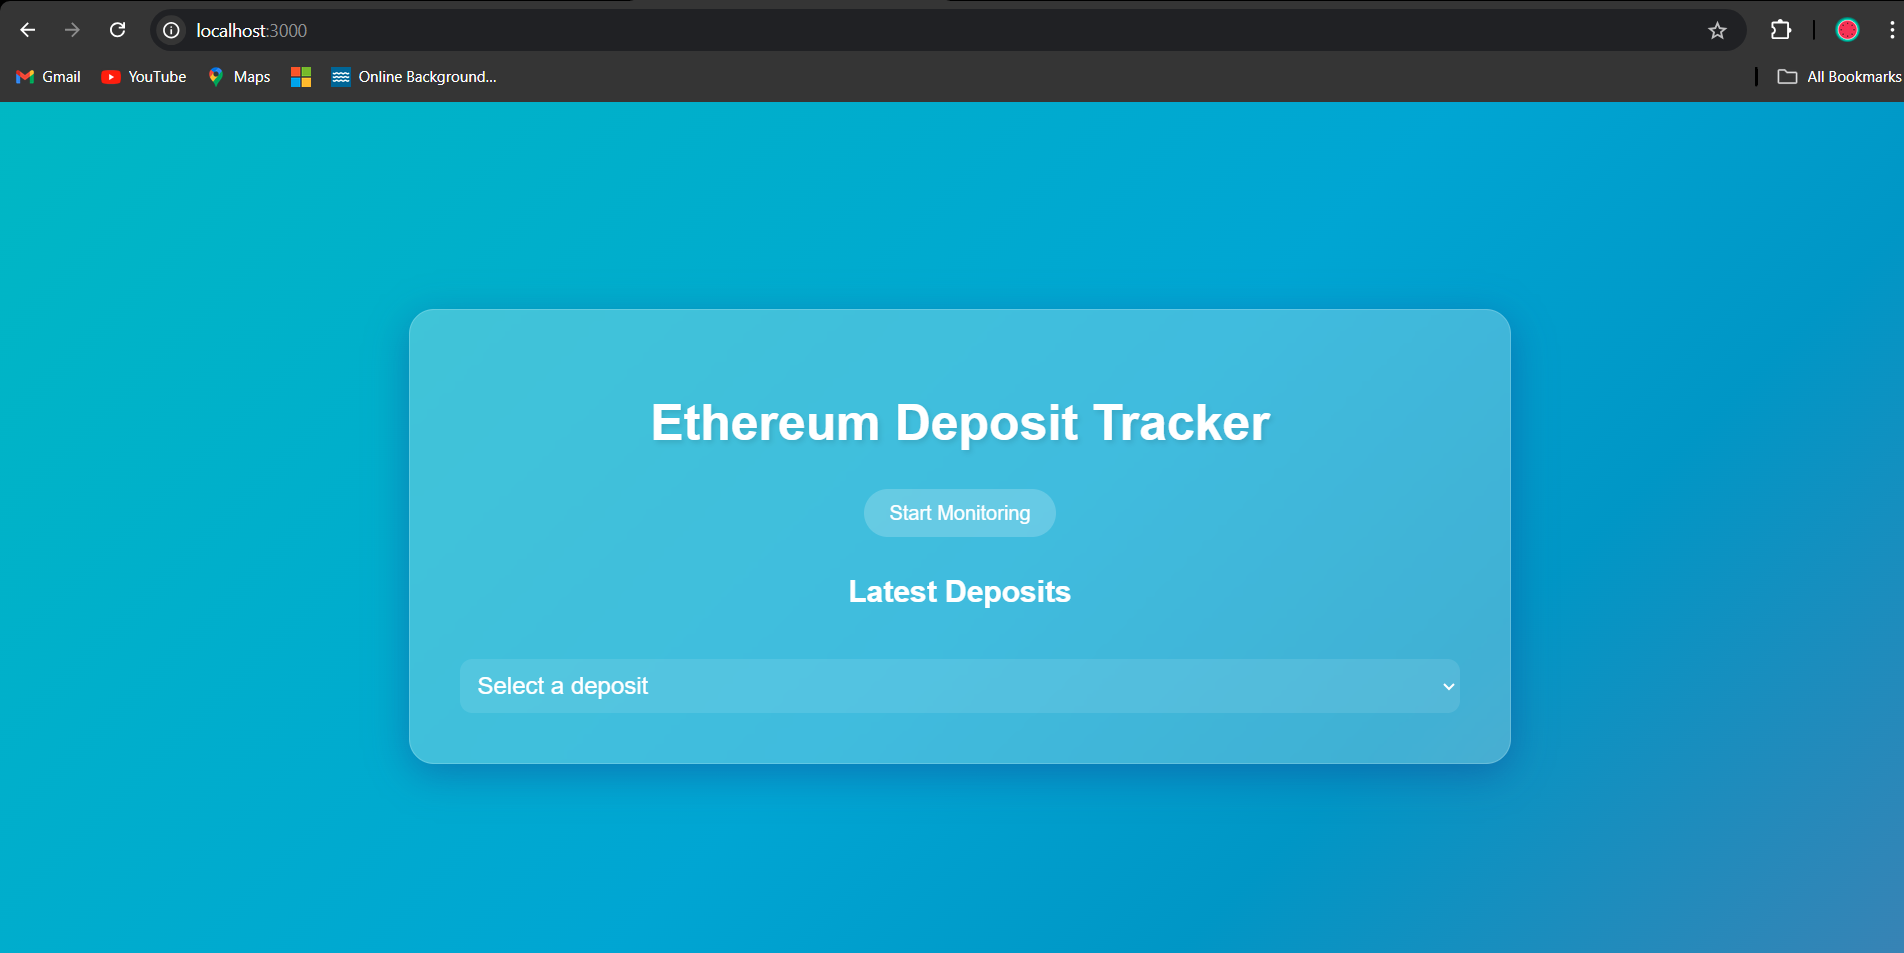 localhost:3000
Gmail YouTube Maps Online Background... All Bookmarks
Ethereum Deposit Tracker
Start Monitoring
Latest Deposits
Select a deposit